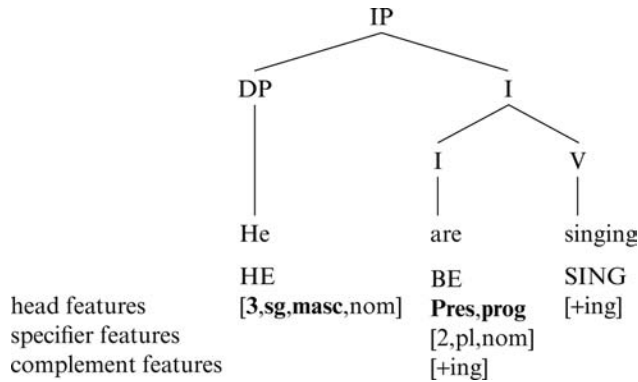 IP
DP I
I V
He are singing
HE BE SING
head features [3,sg,masc,nom] Pres,prog [+ing]
specifier features [2,pl,nom]
complement features [+ing]